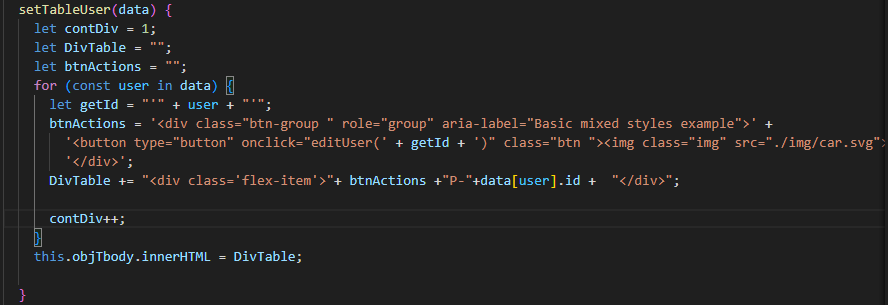 setTableUser(data) {
let contDiv = 1;
let DivTable = "";
let btnActions = "";
for (const user in data) {
let getId = "'" + user + "'";
btnActions = '<div class="btn-group " role="group" aria-label="Basic mixed styles example">' +
'<button type="button" onclick="editUser(' + getId + ')" class="btn "><img class="img" src="./img/car.svg">
'</div>';
DivTable += "<div class='flex-item'>"+ btnActions +"P-"+data[user].id +  "</div>";
contDiv++;
}
this.objTbody.innerHTML = DivTable;
}